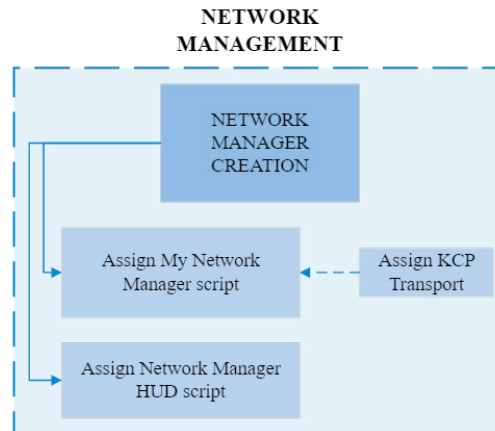 NETWORK
MANAGEMENT
NETWORK
MANAGER
CREATION
Assign My Network
Manager script
Assign KCP
Transport
Assign Network Manager
HUD script